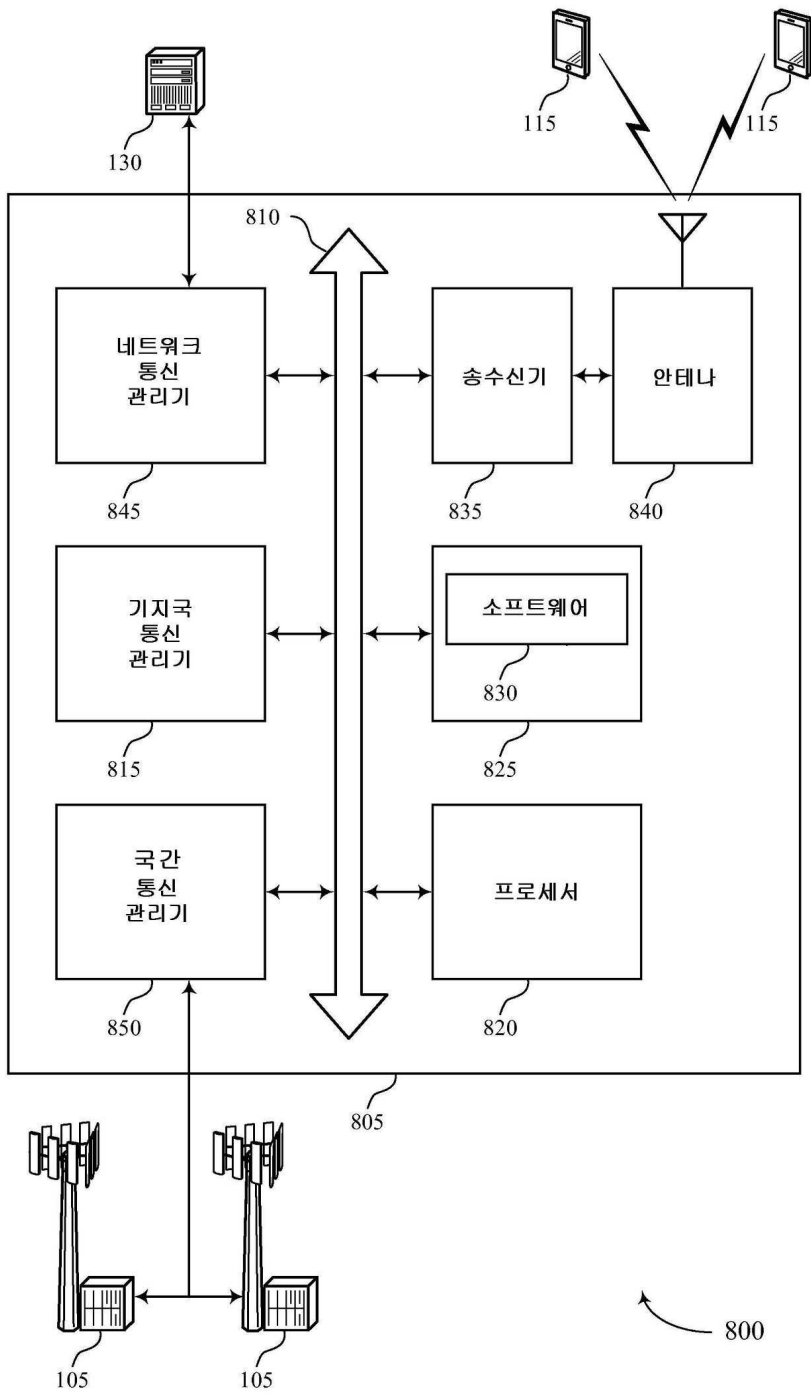 130
115
115
810
네트워크
통신
관리기
845
송수신기
835
안테나
840
기지국
통신
관리기
815
소프트웨어
830
825
국간
통신
관리기
850
프로세서
820
805
105
105
800